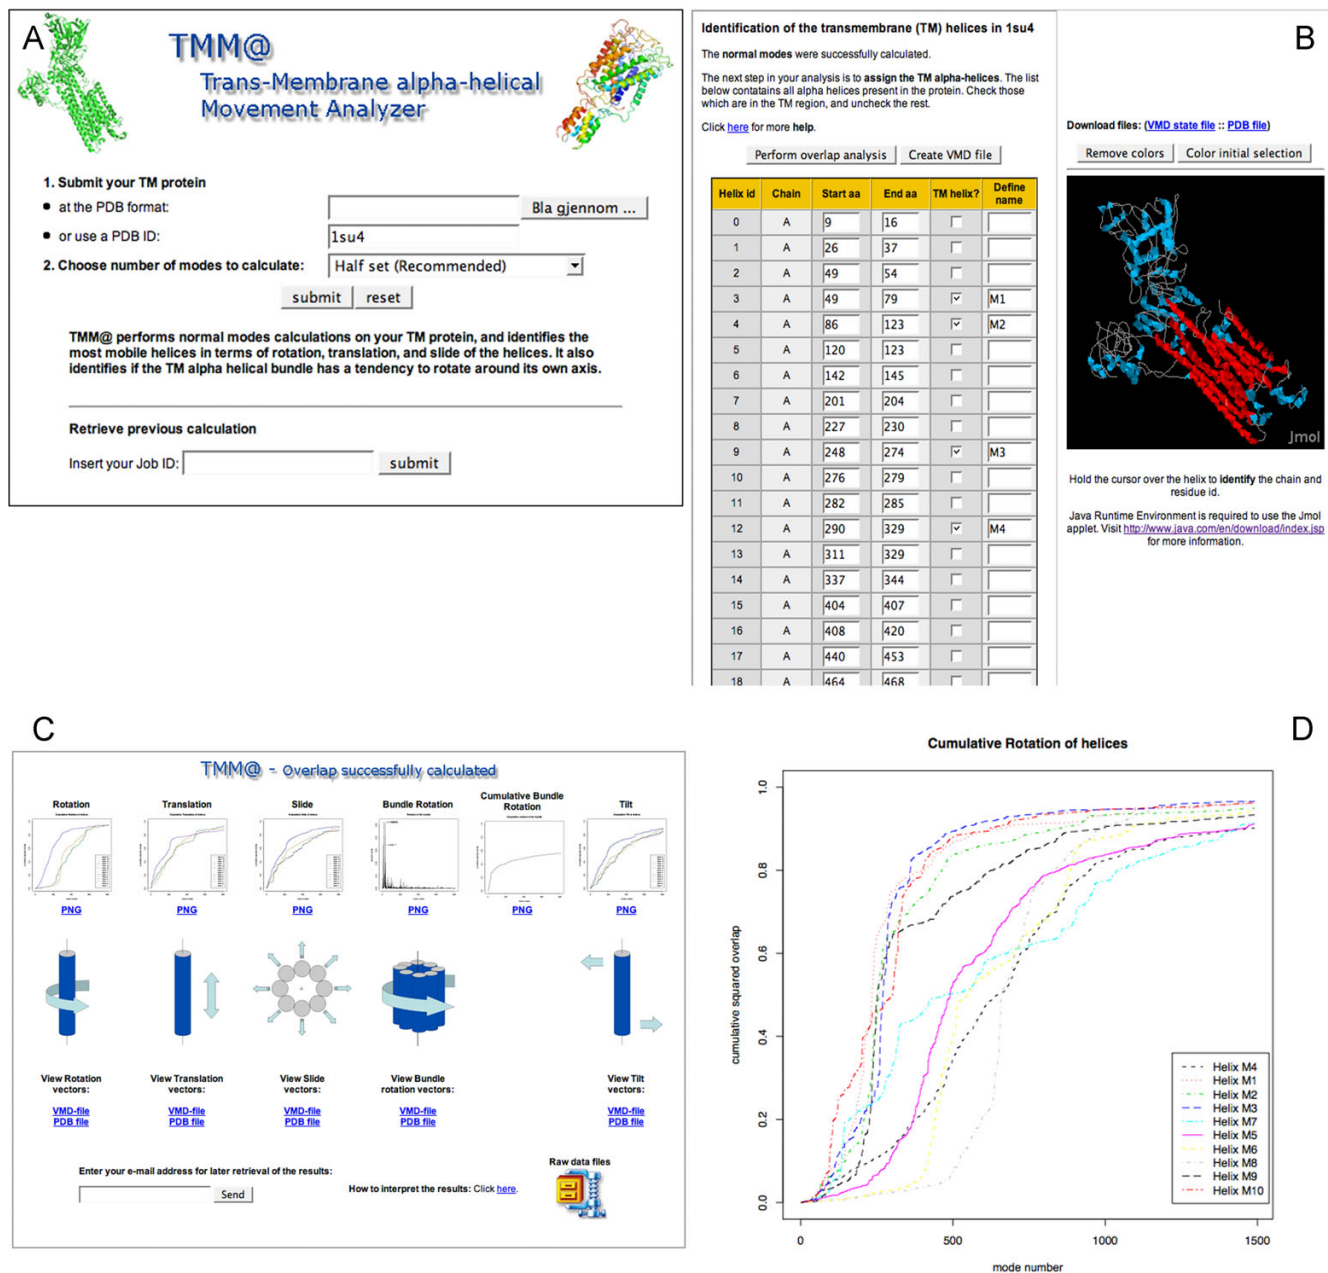 A
TMM@
Trans-Membrane alpha-helical
Movement Analyzer
1. Submit your TM protein
• at the PDB format:
Bla gjennom ...
• or use a PDB ID:
1su4
2. Choose number of modes to calculate:
Half set (Recommended)
submit
reset
TMM@ performs normal modes calculations on your TM protein, and identifies the
most mobile helices in terms of rotation, translation, and slide of the helices. It also
identifies if the TM alpha helical bundle has a tendency to rotate around its own axis.
Retrieve previous calculation
Insert your Job ID:
submit
B
Identification of the transmembrane (TM) helices in 1su4
The normal modes were successfully calculated.
The next step in your analysis is to assign the TM alpha-helices. The list
below contatains all alpha helices present in the protein. Check those
which are in the TM region, and uncheck the rest.
Click here for more help.
Perform overlap analysis
Create VMD file
Helix id Chain Start aa End aa TM helix? Define name
0 A 9 16
1 A 26 37
2 A 49 54
3 A 49 79 M1
4 A 86 123 M2
5 A 120 123
6 A 142 145
7 A 201 204
8 A 227 230
9 A 248 274 M3
10 A 276 279
11 A 282 285
12 A 290 329 M4
13 A 311 329
14 A 337 344
15 A 404 407
16 A 408 420
17 A 440 453
18 A 464 468
Download files: (VMD state file :: PDB file)
Remove colors
Color initial selection
Jmol
Hold the cursor over the helix to identify the chain and
residue id.
Java Runtime Environment is required to use the Jmol
applet. Visit http://www.java.com/en/download/index.jsp
for more information.
C
TMM@ - Overlap successfully calculated
Rotation
Translation
Slide
Bundle Rotation
Cumulative Bundle
Rotation
Tilt
PNG
PNG
PNG
PNG
PNG
PNG
View Rotation
vectors:
VMD-file
PDB file
View Translation
vectors:
VMD-file
PDB file
View Slide
vectors:
VMD-file
PDB file
View Bundle
rotation vectors:
VMD-file
PDB file
View Tilt
vectors:
VMD-file
PDB file
Enter your e-mail address for later retrieval of the results:
Send
How to interpret the results: Click here.
Raw data files
D
Cumulative Rotation of helices
cumulative squared overlap
1.0
0.8
0.6
0.4
0.2
0.0
0 500 1000 1500
mode number
Helix M4
Helix M1
Helix M2
Helix M3
Helix M7
Helix M5
Helix M6
Helix M8
Helix M9
Helix M10